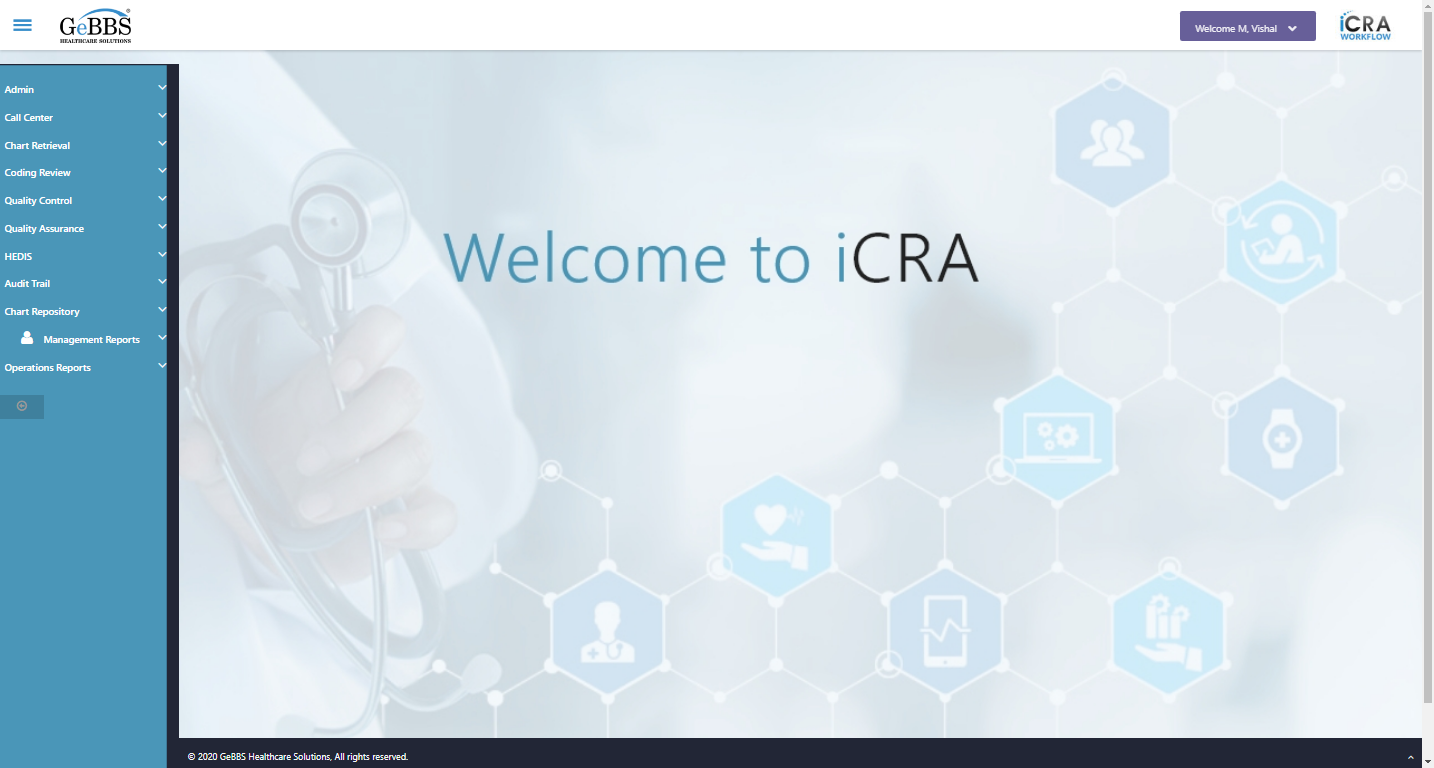 GeBBS
HEALTHCARE SOLUTIONS
Welcome M, Vishal
iCRA
WORKFLOW
Admin
Call Center
Chart Retrieval
Coding Review
Quality Control
Quality Assurance
HEDIS
Audit Trail
Chart Repository
Management Reports
Operations Reports
Welcome to iCRA
© 2020 GeBBS Healthcare Solutions, All rights reserved.